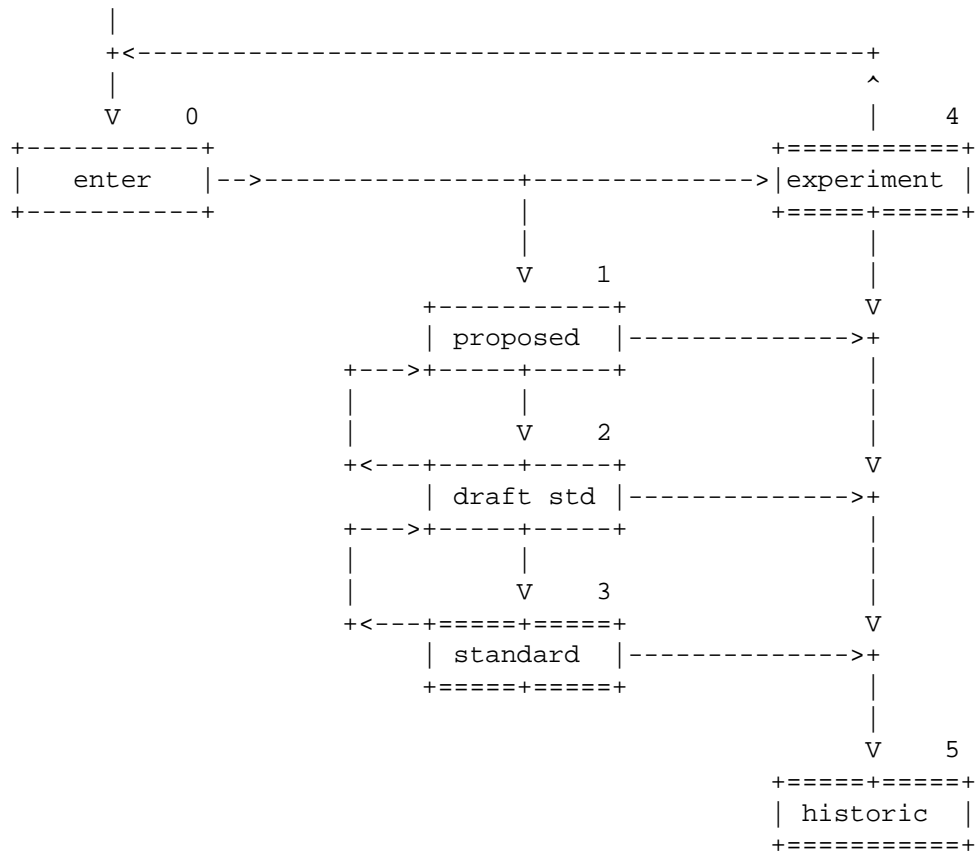 |
                +<----------------------------------------------+
                |                                               ^
                V    0                                          |    4
          +-----------+                                   +===========+
          |   enter   |-->----------------+-------------->|experiment |
          +-----------+                   |               +=====+=====+
                                          |                     |
                                          V    1                |
                                    +-----------+               V
                                    | proposed  |-------------->+
                               +--->+-----+-----+               |
                               |          |                     |
                               |          V    2                |
                               +<---+-----+-----+               V
                                    | draft std |-------------->+
                               +--->+-----+-----+               |
                               |          |                     |
                               |          V    3                |
                               +<---+=====+=====+               V
                                    | standard  |-------------->+
                                    +=====+=====+               |
                                                                |
                                                                V    5
                                                          +=====+=====+
                                                          | historic  |
                                                          +===========+